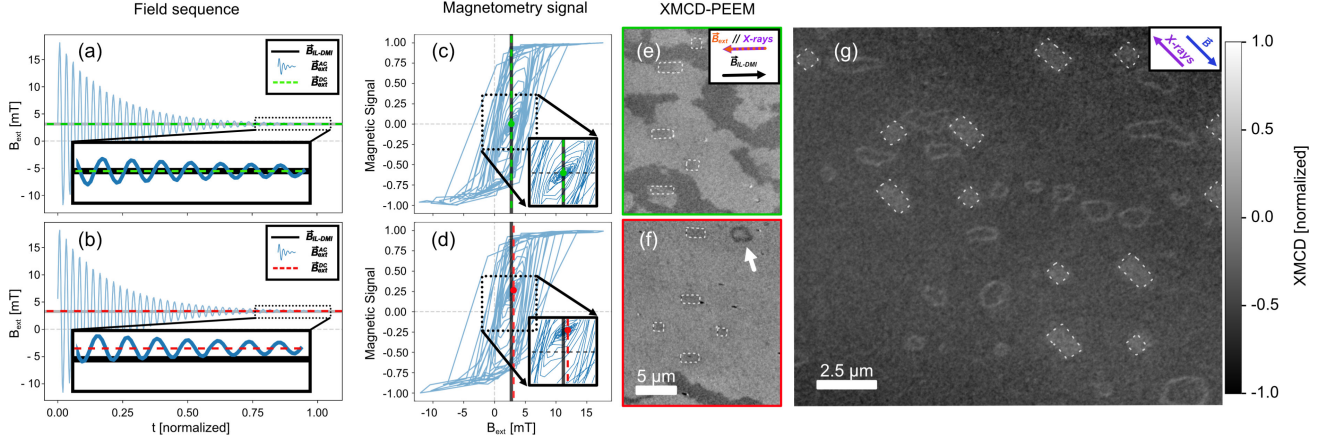 Field sequence
Magnetometry signal
XMCD-PEEM
(a)
B_IL-DMI
B_ext^AC
B_ext^DC
B_ext [mT]
15
10
5
0
- 5
- 10
(b)
B_IL-DMI
B_ext^AC
B_ext^DC
B_ext [mT]
15
10
5
0
- 5
- 10
0.00
0.25
0.50
0.75
1.00
t [normalized]
(c)
Magnetic Signal
1.00
0.75
0.50
0.25
0.00
-0.25
-0.50
-0.75
-1.00
(d)
Magnetic Signal
1.00
0.75
0.50
0.25
0.00
-0.25
-0.50
-0.75
-1.00
-10
-5
0
5
10
15
B_ext [mT]
(e)
B_ext // X-rays
B_IL-DMI
(f)
5 µm
(g)
X-rays
B
2.5 µm
1.0
0.5
0.0
-0.5
-1.0
XMCD [normalized]